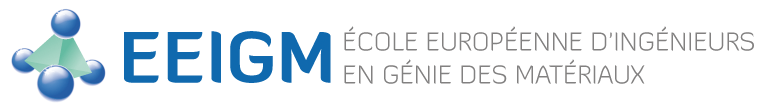 EEIGM
ÉCOLE EUROPÉENNE D'INGÉNIEURS
EN GÉNIE DES MATÉRIAUX